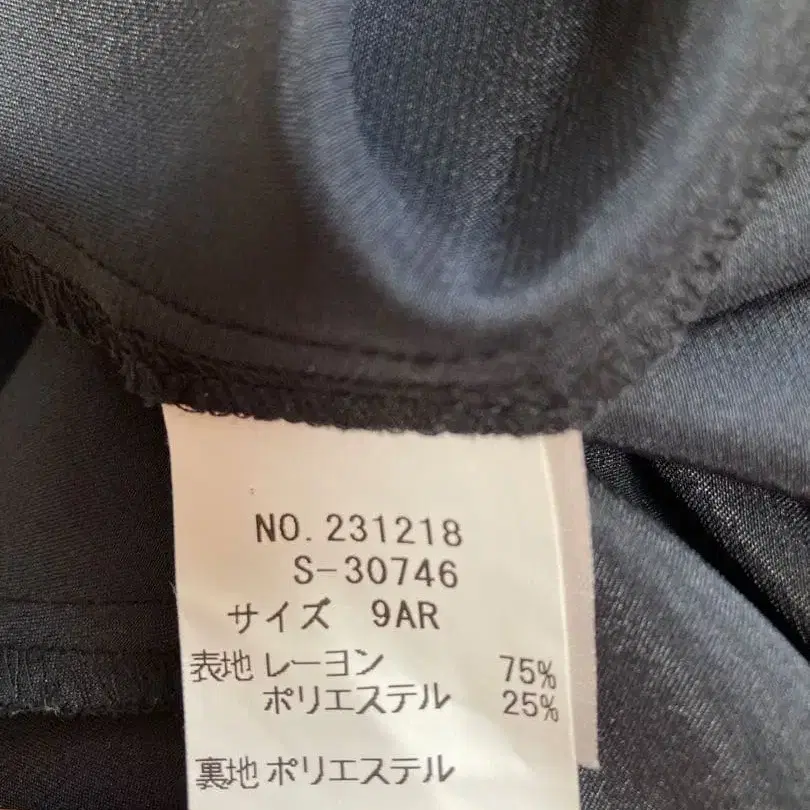 NO.231218
S-30746
サイズ 9AR
表地 レーヨン 75%
ポリエステル 25%
裏地 ポリエステル